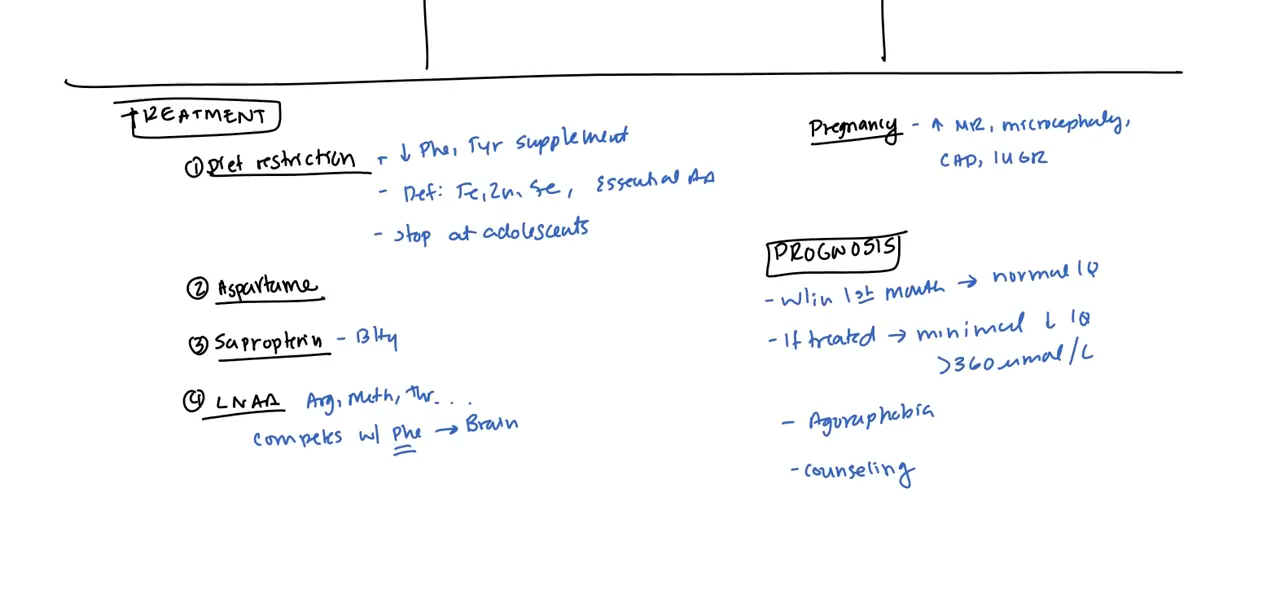 TREATMENT
① Diet restriction - ↓ Phe, Tyr supplement
- Def: Fe, Zn, Se, Essential AA
- stop at adolescents
② Aspartame
③ Sapropterin - BH4
④ LNAA Arg, Meth, Thr...
competes w/ Phe → Brain
Pregnancy - ↑ MR, microcephaly,
CAD, IUGR
PROGNOSIS
- w/in 1st month → normal IQ
- If treated → minimal ↓ IQ
>360 umol/L
- Agoraphobia
- counseling